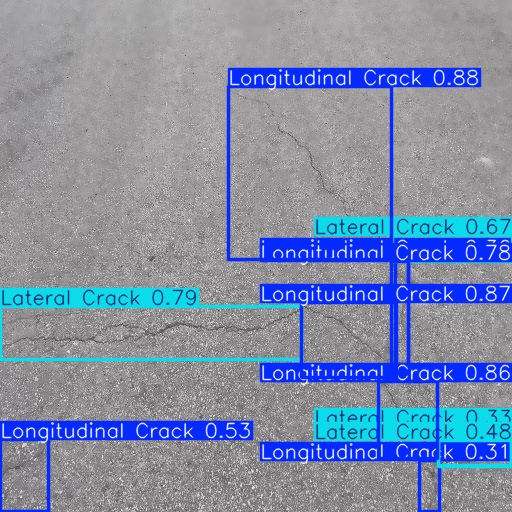 Longitudinal Crack 0.88
Lateral Crack 0.67
Longitudinal Crack 0.78
Longitudinal Crack 0.87
Lateral Crack 0.79
Longitudinal Crack 0.86
Lateral Crack 0.33
Lateral Crack 0.48
Longitudinal Crack 0.53
Longitudinal Crack 0.31